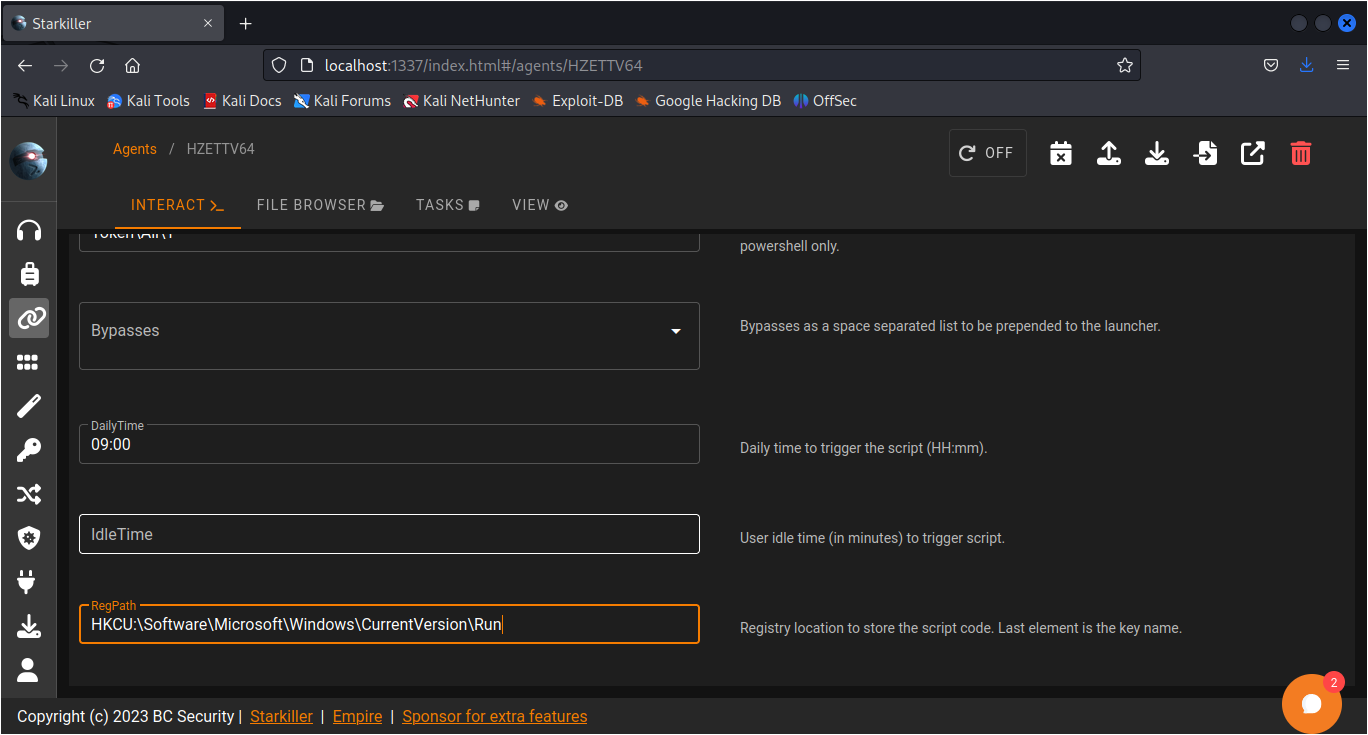 Starkiller
localhost:1337/index.html#/agents/HZETTV64
Kali Linux Kali Tools Kali Docs Kali Forums Kali NetHunter Exploit-DB Google Hacking DB OffSec
Agents / HZETTV64
OFF
INTERACT FILE BROWSER TASKS VIEW
powershell only.
Bypasses
Bypasses as a space separated list to be prepended to the launcher.
DailyTime
09:00
Daily time to trigger the script (HH:mm).
IdleTime
User idle time (in minutes) to trigger script.
RegPath
HKCU:\Software\Microsoft\Windows\CurrentVersion\Run
Registry location to store the script code. Last element is the key name.
2
Copyright (c) 2023 BC Security | Starkiller | Empire | Sponsor for extra features